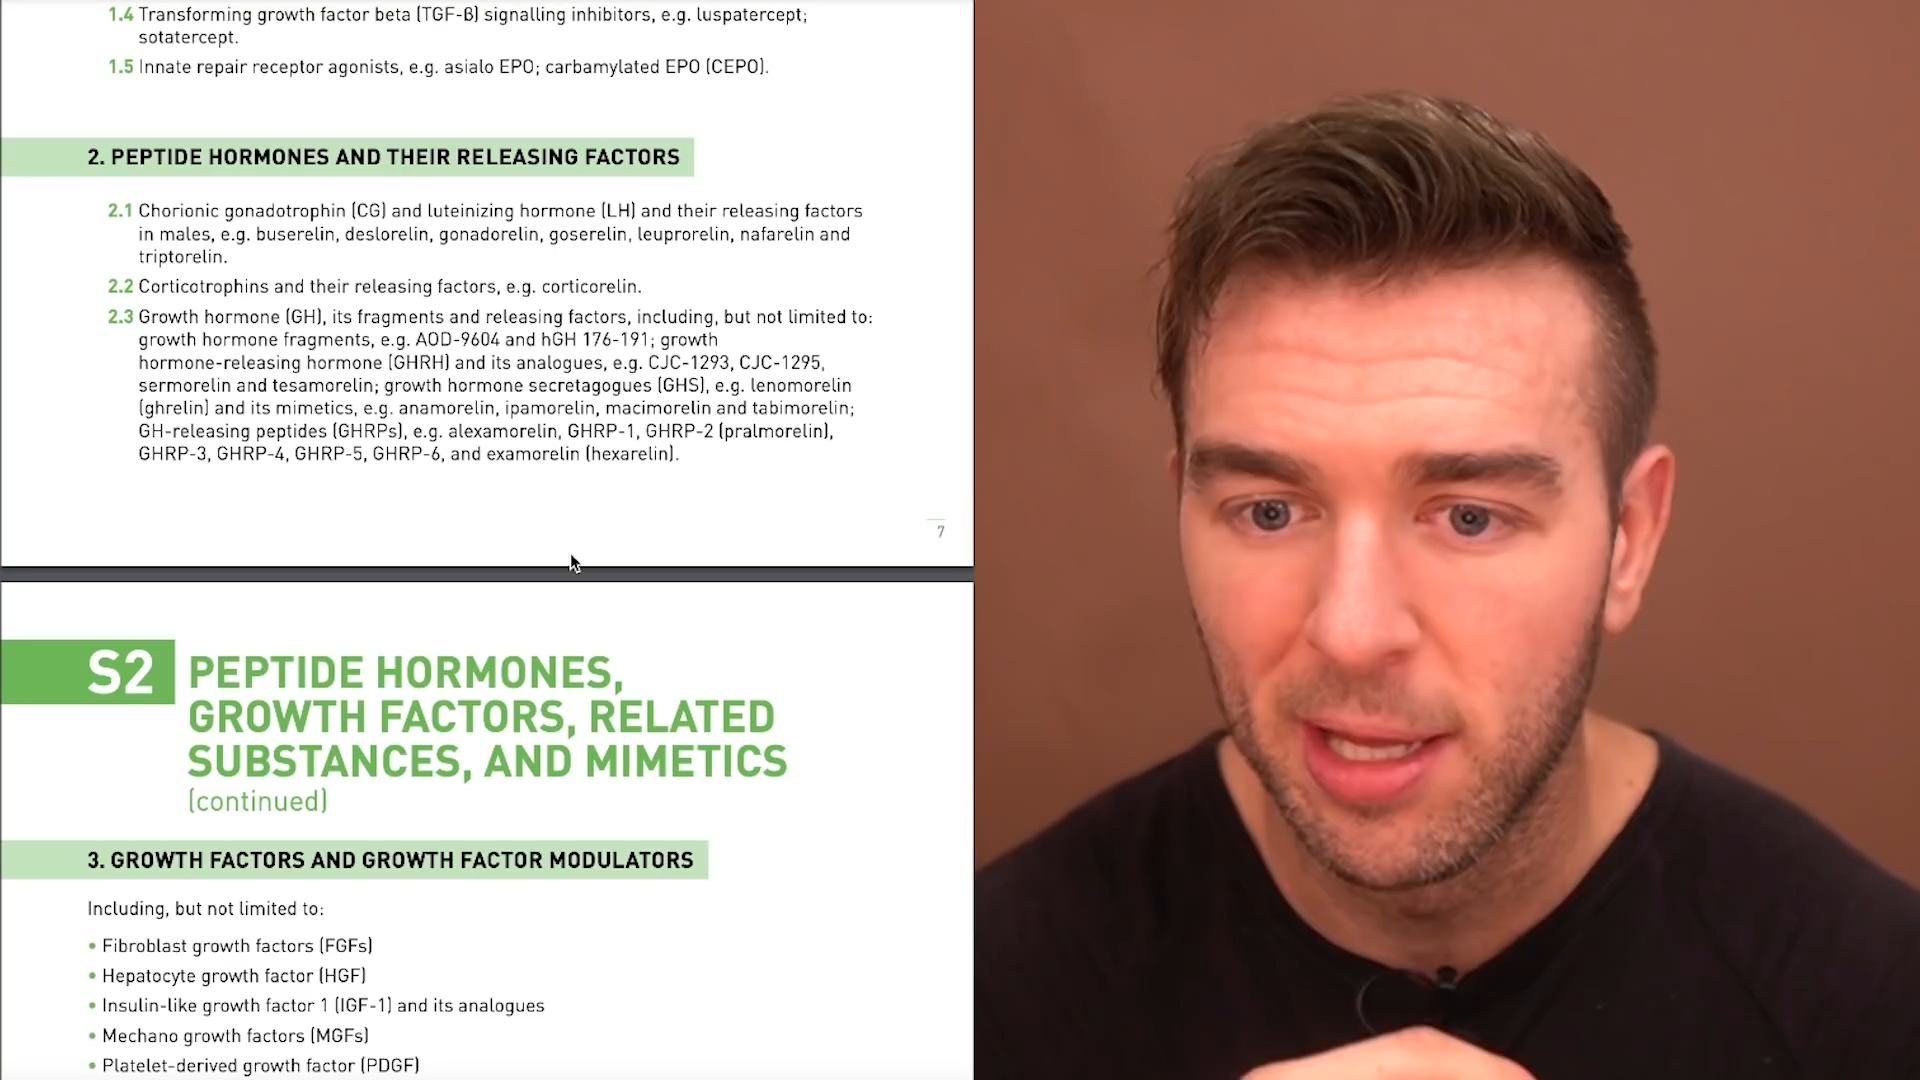 1.4 Transforming growth factor beta (TGF-β) signalling inhibitors, e.g. luspatercept;
sotatercept.
1.5 Innate repair receptor agonists, e.g. asialo EPO; carbamylated EPO (CEPO).
2. PEPTIDE HORMONES AND THEIR RELEASING FACTORS
2.1 Chorionic gonadotrophin (CG) and luteinizing hormone (LH) and their releasing factors
in males, e.g. buserelin, deslorelin, gonadorelin, goserelin, leuprorelin, nafarelin and
triptorelin.
2.2 Corticotrophins and their releasing factors, e.g. corticorelin.
2.3 Growth hormone (GH), its fragments and releasing factors, including, but not limited to:
growth hormone fragments, e.g. AOD-9604 and hGH 176-191; growth
hormone-releasing hormone (GHRH) and its analogues, e.g. CJC-1293, CJC-1295,
sermorelin and tesamorelin; growth hormone secretagogues (GHS), e.g. lenomorelin
(ghrelin) and its mimetics, e.g. anamorelin, ipamorelin, macimorelin and tabimorelin;
GH-releasing peptides (GHRPs), e.g. alexamorelin, GHRP-1, GHRP-2 (pralmorelin),
GHRP-3, GHRP-4, GHRP-5, GHRP-6, and examorelin (hexarelin).
7
S2 PEPTIDE HORMONES,
GROWTH FACTORS, RELATED
SUBSTANCES, AND MIMETICS
(continued)
3. GROWTH FACTORS AND GROWTH FACTOR MODULATORS
Including, but not limited to:
• Fibroblast growth factors (FGFs)
• Hepatocyte growth factor (HGF)
• Insulin-like growth factor 1 (IGF-1) and its analogues
• Mechano growth factors (MGFs)
• Platelet-derived growth factor (PDGF)